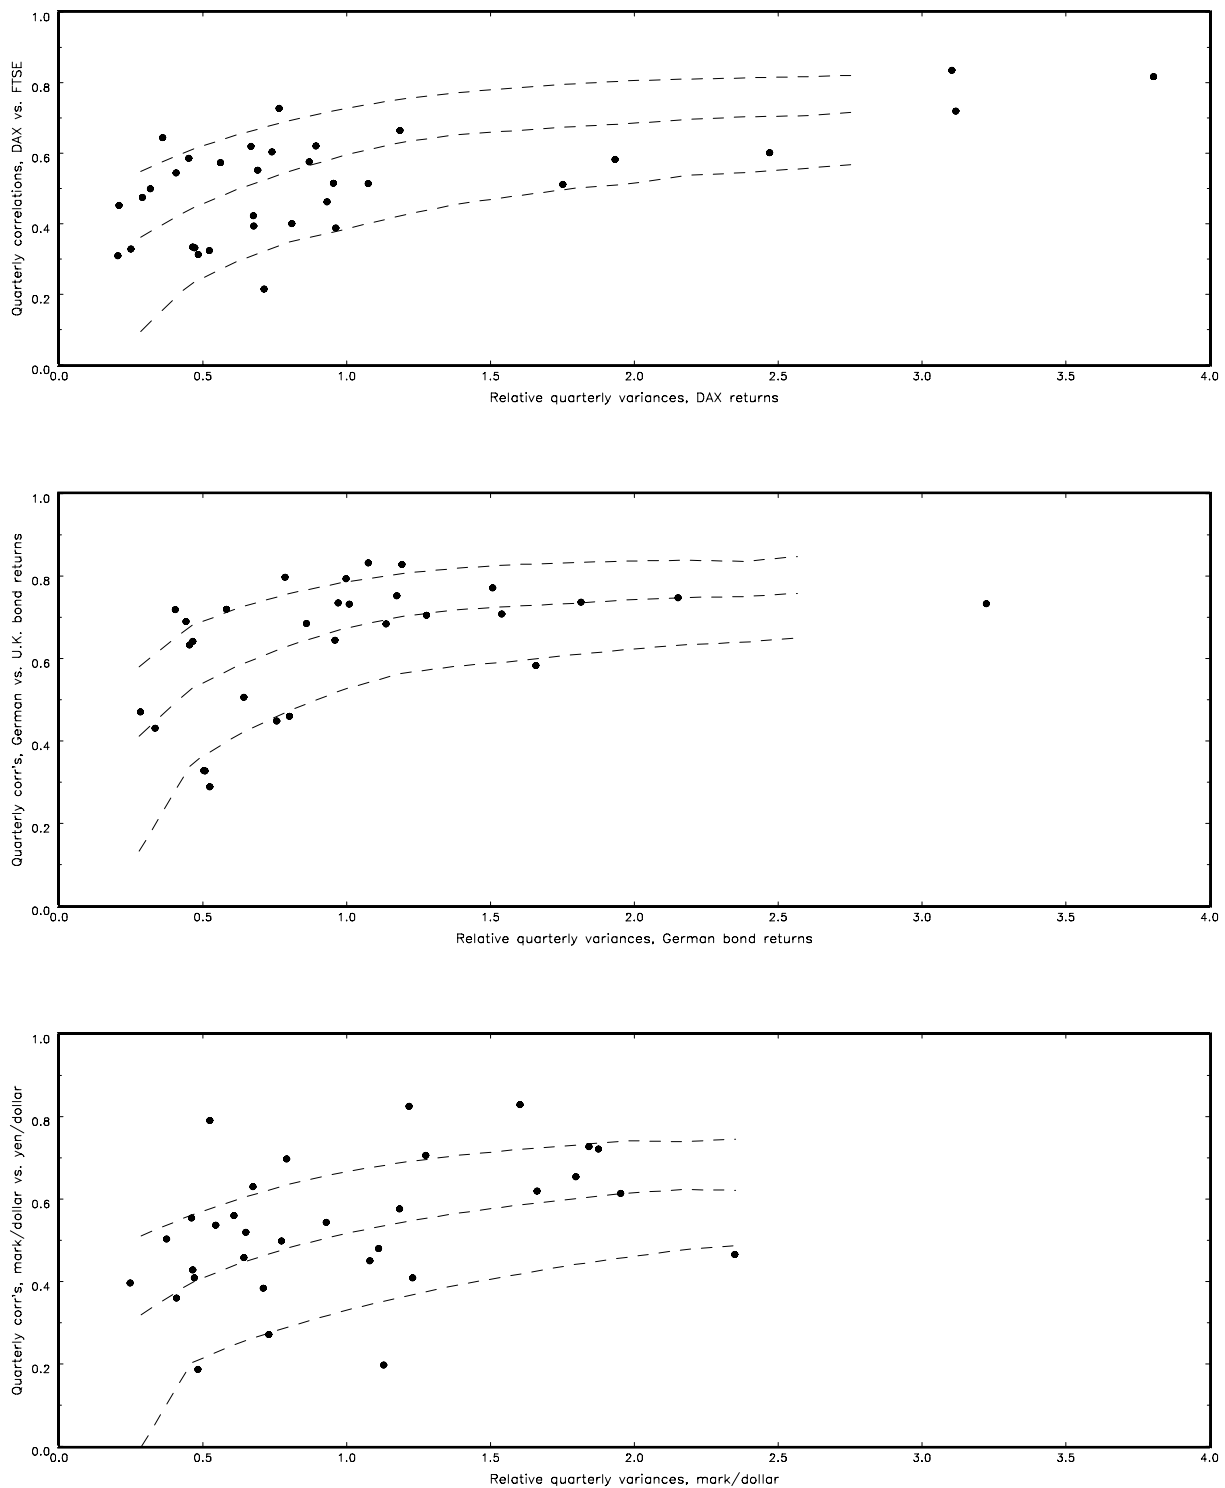 Quarterly correlations, DAX vs. FTSE
1.0
0.8
0.6
0.4
0.2
0.0
0.0 0.5 1.0 1.5 2.0 2.5 3.0 3.5 4.0
Relative quarterly variances, DAX returns
Quarterly corr's, German vs. U.K. bond returns
1.0
0.8
0.6
0.4
0.2
0.0
0.0 0.5 1.0 1.5 2.0 2.5 3.0 3.5 4.0
Relative quarterly variances, German bond returns
Quarterly corr's, mark/dollar vs. yen/dollar
1.0
0.8
0.6
0.4
0.2
0.0
0.0 0.5 1.0 1.5 2.0 2.5 3.0 3.5 4.0
Relative quarterly variances, mark/dollar